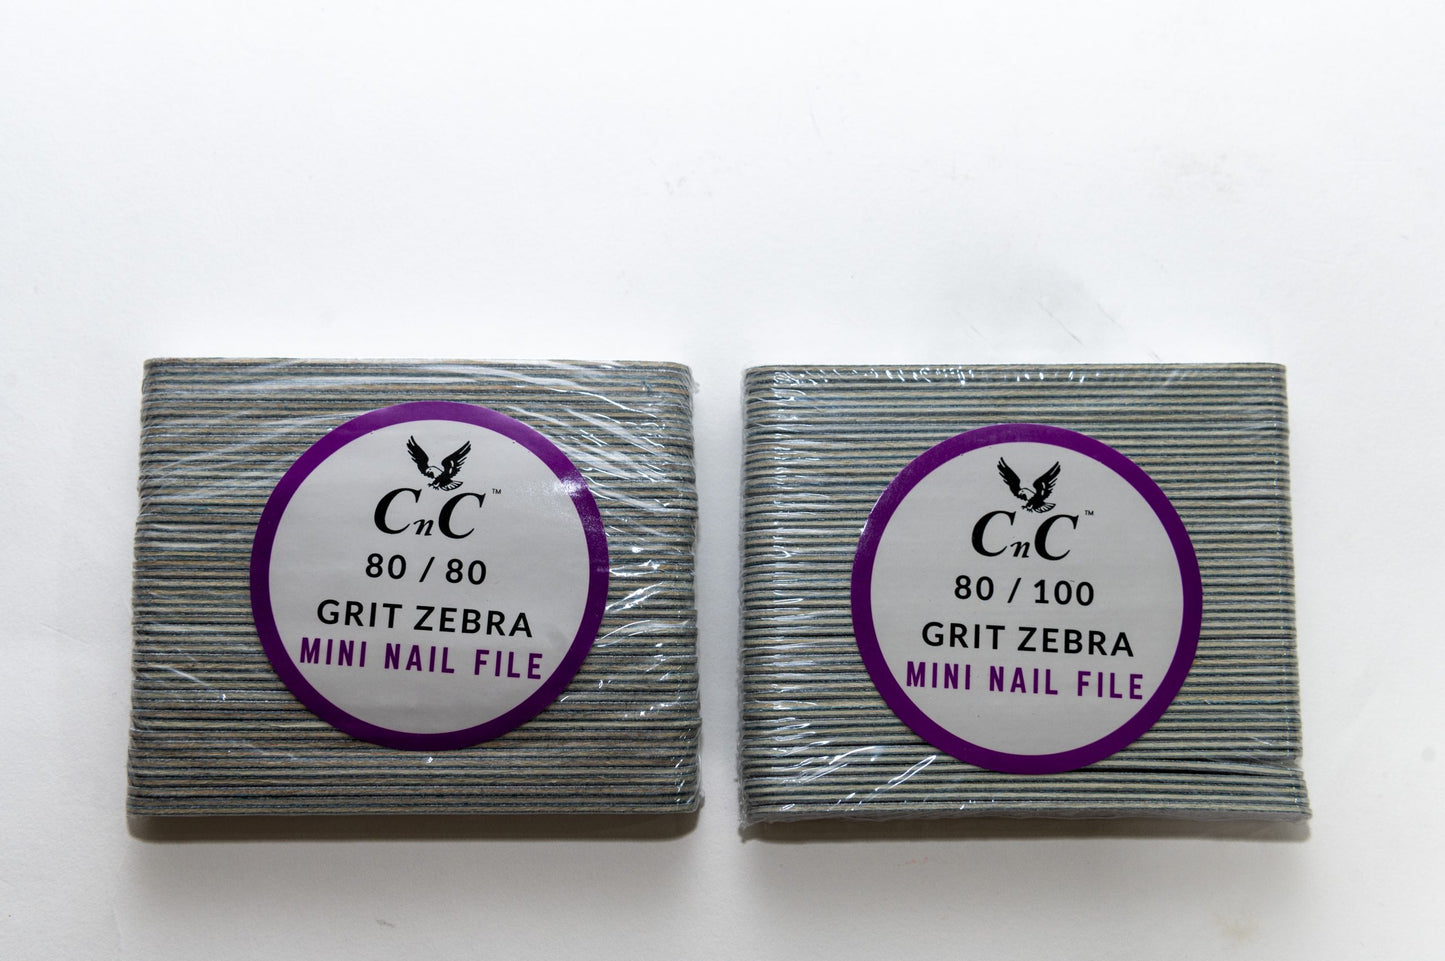 CnC™
80 / 80
GRIT ZEBRA
MINI NAIL FILE
CnC™
80 / 100
GRIT ZEBRA
MINI NAIL FILE